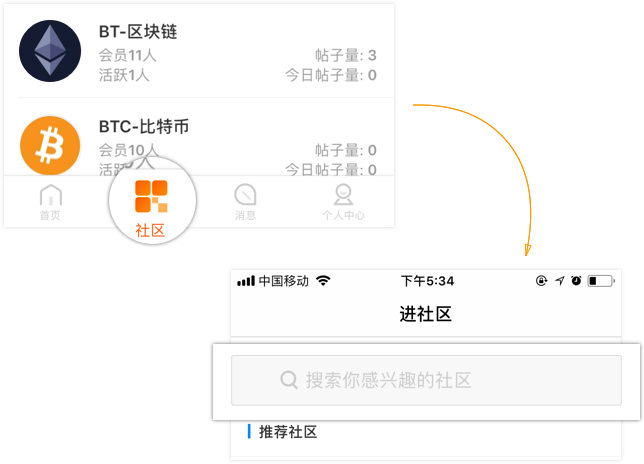 BT-区块链
会员11人 帖子量: 3
活跃1人 今日帖子量: 0
BTC-比特币
会员10人 帖子量: 0
活跃 人 今日帖子量: 0
首页 社区 消息 个人中心
中国移动 下午5:34
进社区
搜索你感兴趣的社区
推荐社区